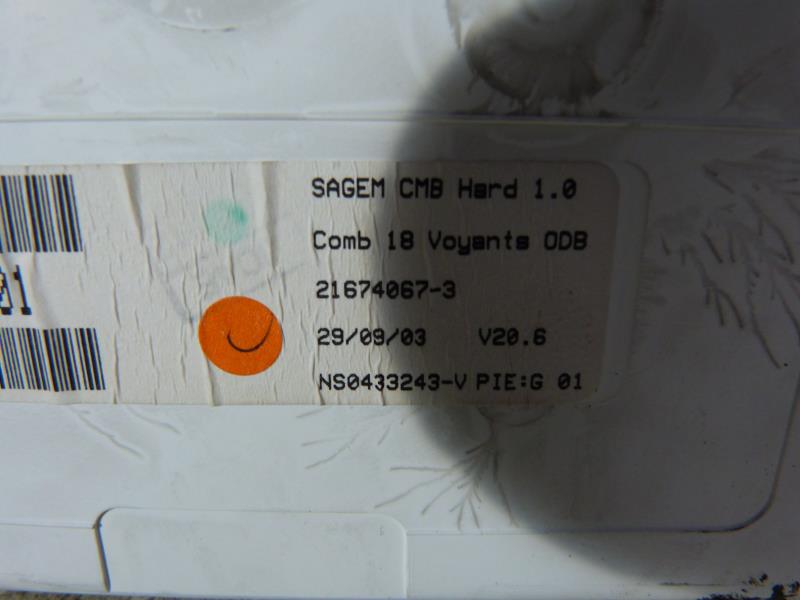 SAGEM CMB Hard 1.0
Comb 18 Voyants ODB
21674067-3
01
29/09/03 V20.6
NS0433243-V PIE:G 01